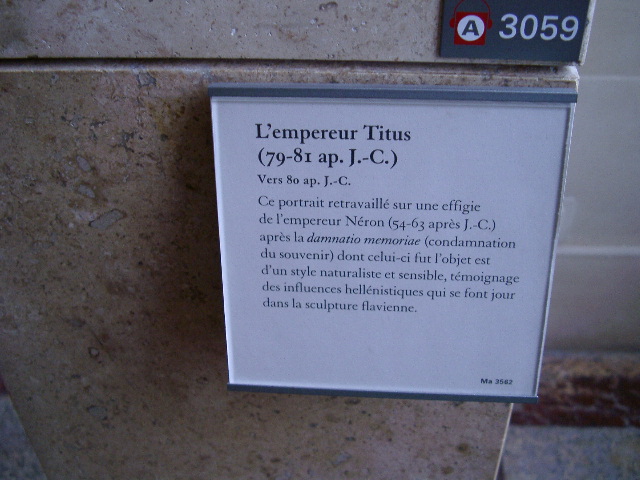 A 3059
L'empereur Titus
(79-81 ap. J.-C.)
Vers 80 ap. J.-C.
Ce portrait retravaillé sur une effigie
de l'empereur Néron (54-63 après J.-C.)
après la damnatio memoriae (condamnation
du souvenir) dont celui-ci fut l'objet est
d'un style naturaliste et sensible, témoignage
des influences hellénistiques qui se font jour
dans la sculpture flavienne.
Ma 3562